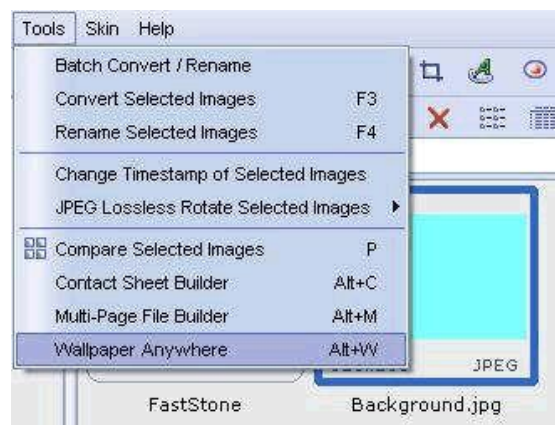 Tools Skin Help
Batch Convert / Rename
Convert Selected Images F3
Rename Selected Images F4
Change Timestamp of Selected Images
JPEG Lossless Rotate Selected Images
Compare Selected Images P
Contact Sheet Builder Alt+C
Multi-Page File Builder Alt+M
Wallpaper Anywhere Alt+W
JPEG
FastStone Background.jpg